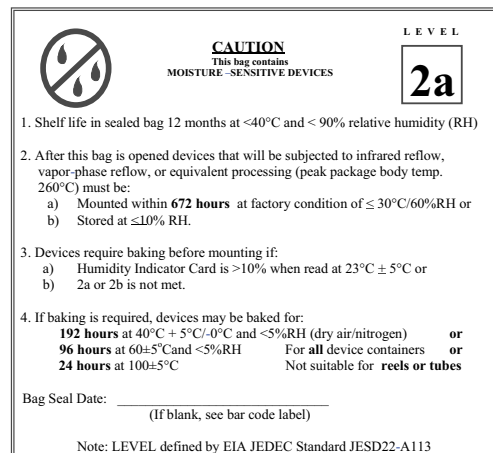 LEVEL
CAUTION
This bag contains
MOISTURE –SENSITIVE DEVICES
2a
1. Shelf life in sealed bag 12 months at <40°C and < 90% relative humidity (RH)
2. After this bag is opened devices that will be subjected to infrared reflow,
vapor-phase reflow, or equivalent processing (peak package body temp.
260°C) must be:
a) Mounted within 672 hours at factory condition of ≤ 30°C/60%RH or
b) Stored at ≤10% RH.
3. Devices require baking before mounting if:
a) Humidity Indicator Card is >10% when read at 23°C ± 5°C or
b) 2a or 2b is not met.
4. If baking is required, devices may be baked for:
192 hours at 40°C + 5°C/-0°C and <5%RH (dry air/nitrogen) or
96 hours at 60±5°Cand <5%RH For all device containers or
24 hours at 100±5°C Not suitable for reels or tubes
Bag Seal Date: ______________________________
(If blank, see bar code label)
Note: LEVEL defined by EIA JEDEC Standard JESD22-A113